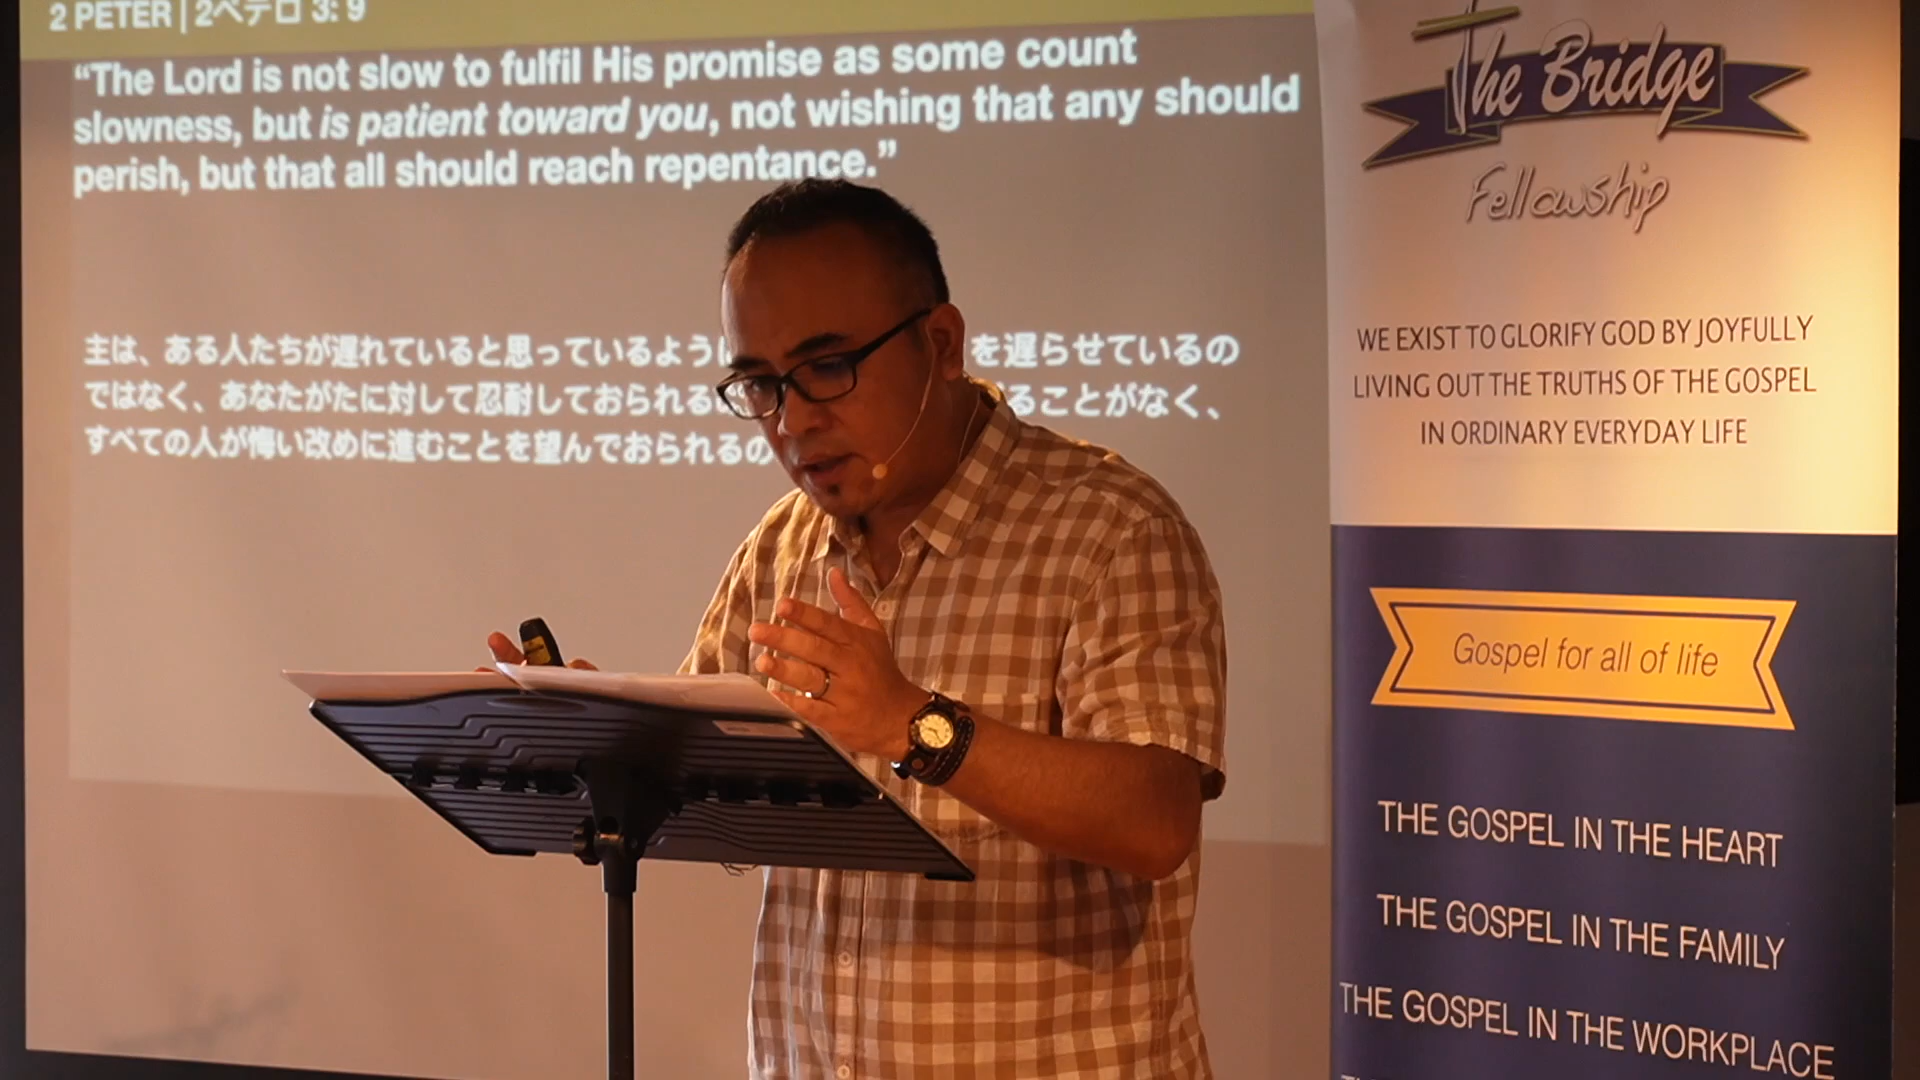 2 PETER | 2ペテロ 3: 9
“The Lord is not slow to fulfil His promise as some count
slowness, but is patient toward you, not wishing that any should
perish, but that all should reach repentance.”
主は、ある人たちが遅れていると思っているように を遅らせているの
ではなく、あなたがたに対して忍耐しておられる ることがなく、
すべての人が悔い改めに進むことを望んでおられるの
The Bridge
Fellowship
WE EXIST TO GLORIFY GOD BY JOYFULLY
LIVING OUT THE TRUTHS OF THE GOSPEL
IN ORDINARY EVERYDAY LIFE
Gospel for all of life
THE GOSPEL IN THE HEART
THE GOSPEL IN THE FAMILY
THE GOSPEL IN THE WORKPLACE